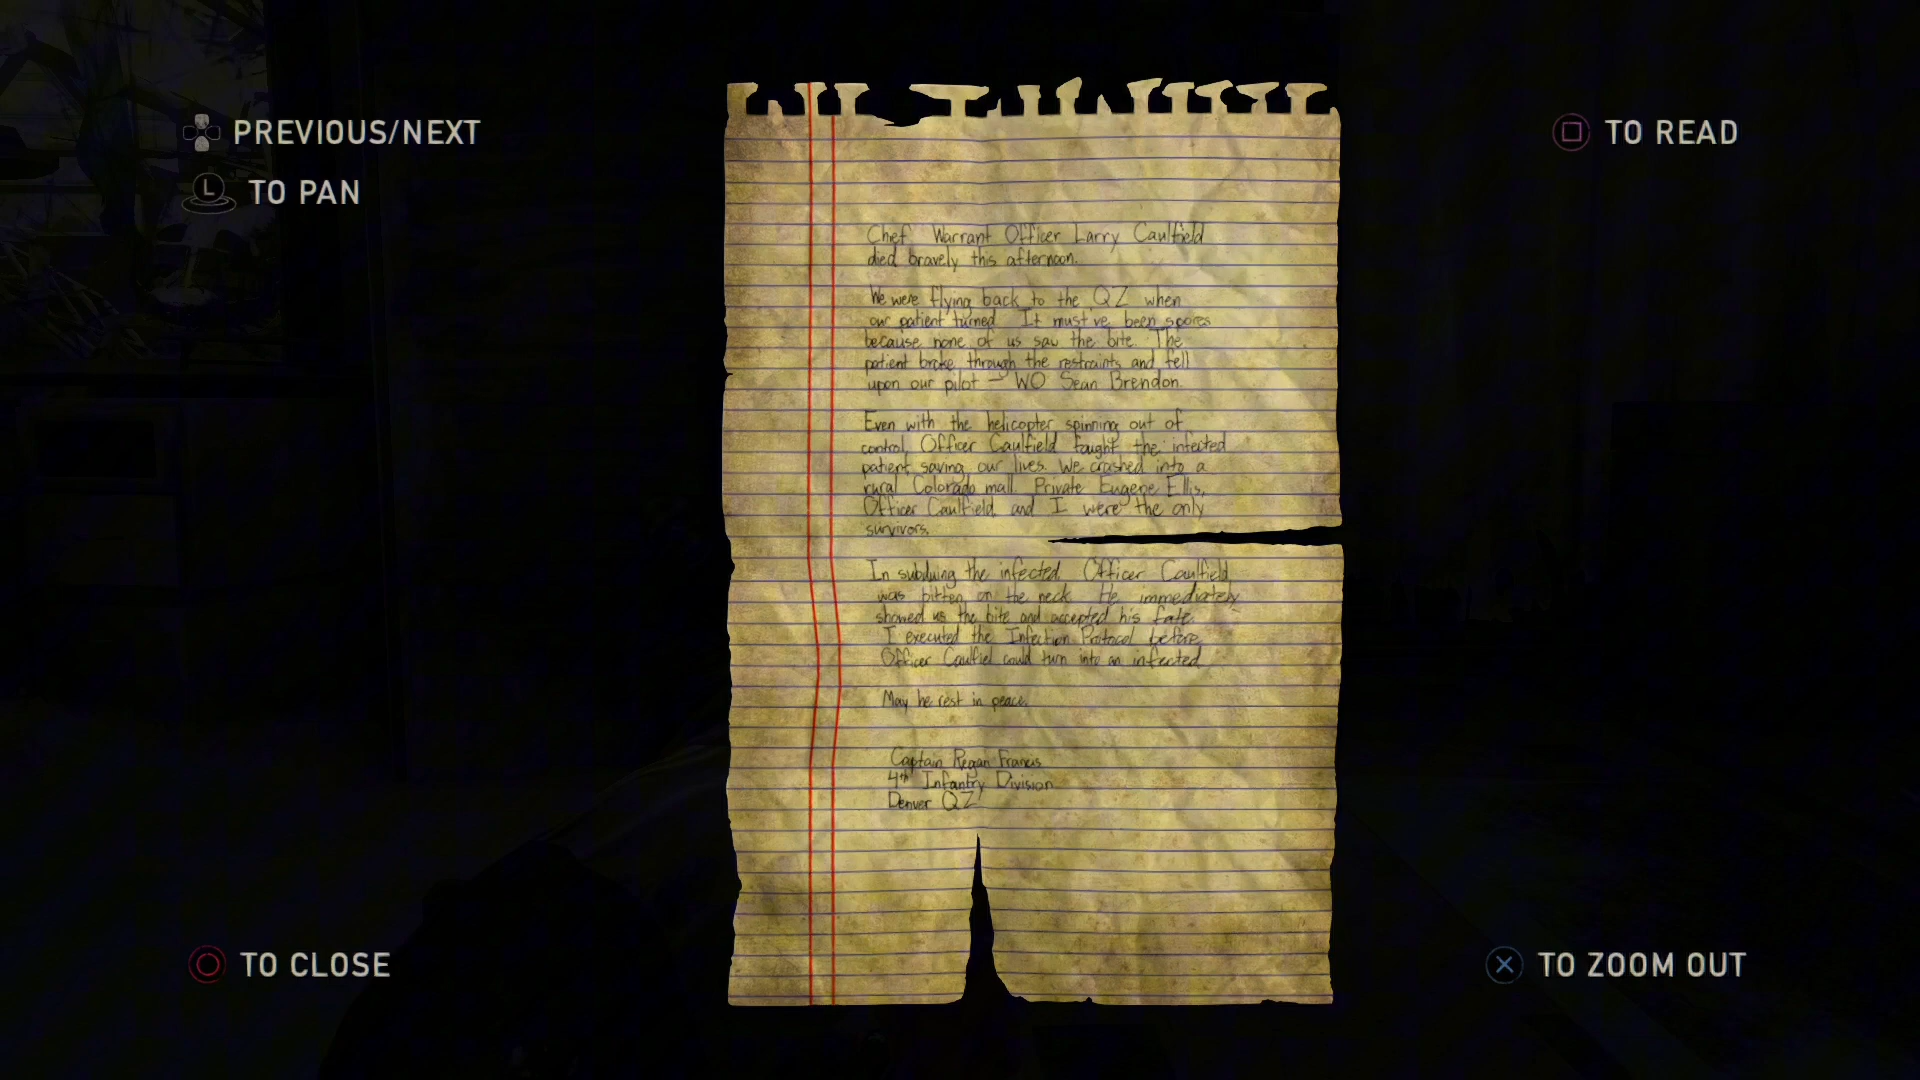 PREVIOUS/NEXT
L TO PAN
TO READ
Chef Warrant Officer Larry Caulfield
died bravely this afternoon.
We were flying back to the QZ when
our patient turned. It must've been spores
because none of us saw the bite. The
patient broke through the restraints and fell
upon our pilot - WO Sean Brendon.
Even with the helicopter spinning out of
control, Officer Caulfield faught the infected
patient, saving our lives. We crashed into a
rural Colorado mall. Private Eugene Ellis,
Officer Caulfield, and I were the only
survivors.
In subduing the infected, Officer Caulfield
was bitten on the neck. He immediately
showed us the bite and accepted his fate.
I executed the Infection Protocol before
Officer Caulfiel could turn into an infected.
May he rest in peace.
Captain Regan Francis
4th Infantry Division
Denver QZ
TO CLOSE
TO ZOOM OUT